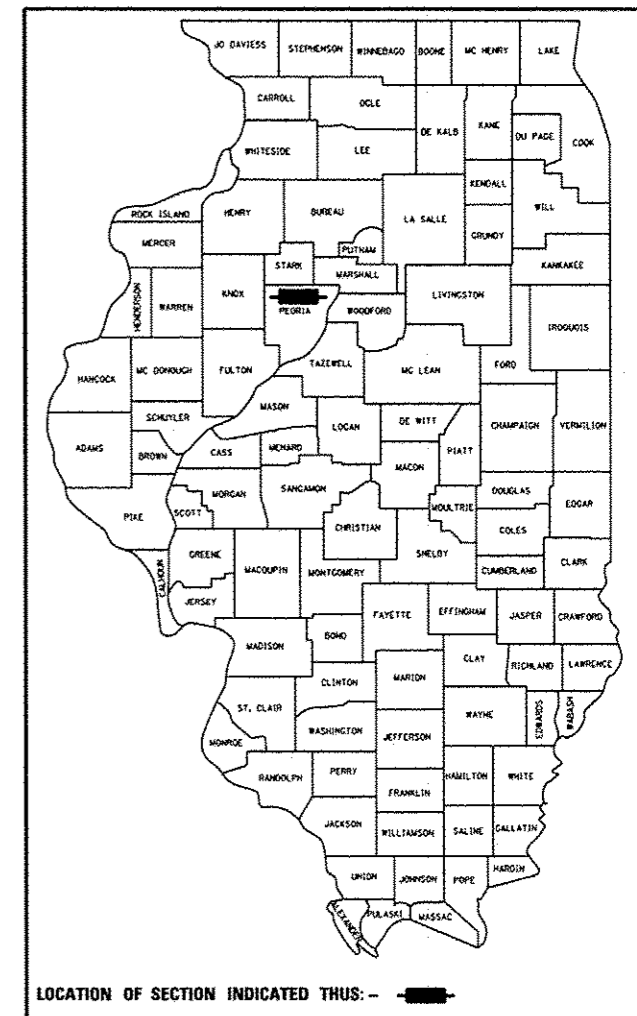 JO DAVIESS STEPHENSON WINNEBAGO BOONE MC HENRY LAKE
CARROLL OGLE DE KALB KANE DU PAGE COOK
WHITESIDE LEE
KENDALL
ROCK ISLAND HENRY BUREAU LA SALLE GRUNDY WILL
MERCER PUTNAM
STARK MARSHALL KANKAKEE
HENDERSON WARREN KNOX PEORIA WOODFORD LIVINGSTON IROQUOIS
HANCOCK MC DONOUGH FULTON TAZEWELL MC LEAN FORD
MASON
SCHUYLER LOGAN DE WITT CHAMPAIGN VERMILION
ADAMS BROWN CASS MENARD PIATT
MACON
MORGAN SANGAMON DOUGLAS
PIKE SCOTT MOULTRIE EDGAR
CHRISTIAN COLES
GREENE SHELBY
CALHOUN MACOUPIN MONTGOMERY CUMBERLAND CLARK
JERSEY
FAYETTE EFFINGHAM JASPER CRAWFORD
BOND
MADISON CLAY RICHLAND LAWRENCE
CLINTON MARION
ST. CLAIR WAYNE EDWARDS WABASH
MONROE WASHINGTON JEFFERSON
RANDOLPH PERRY HAMILTON WHITE
FRANKLIN
JACKSON WILLIAMSON SALINE GALLATIN
UNION JOHNSON POPE HARDIN
ALEXANDER PULASKI MASSAC
LOCATION OF SECTION INDICATED THUS: -